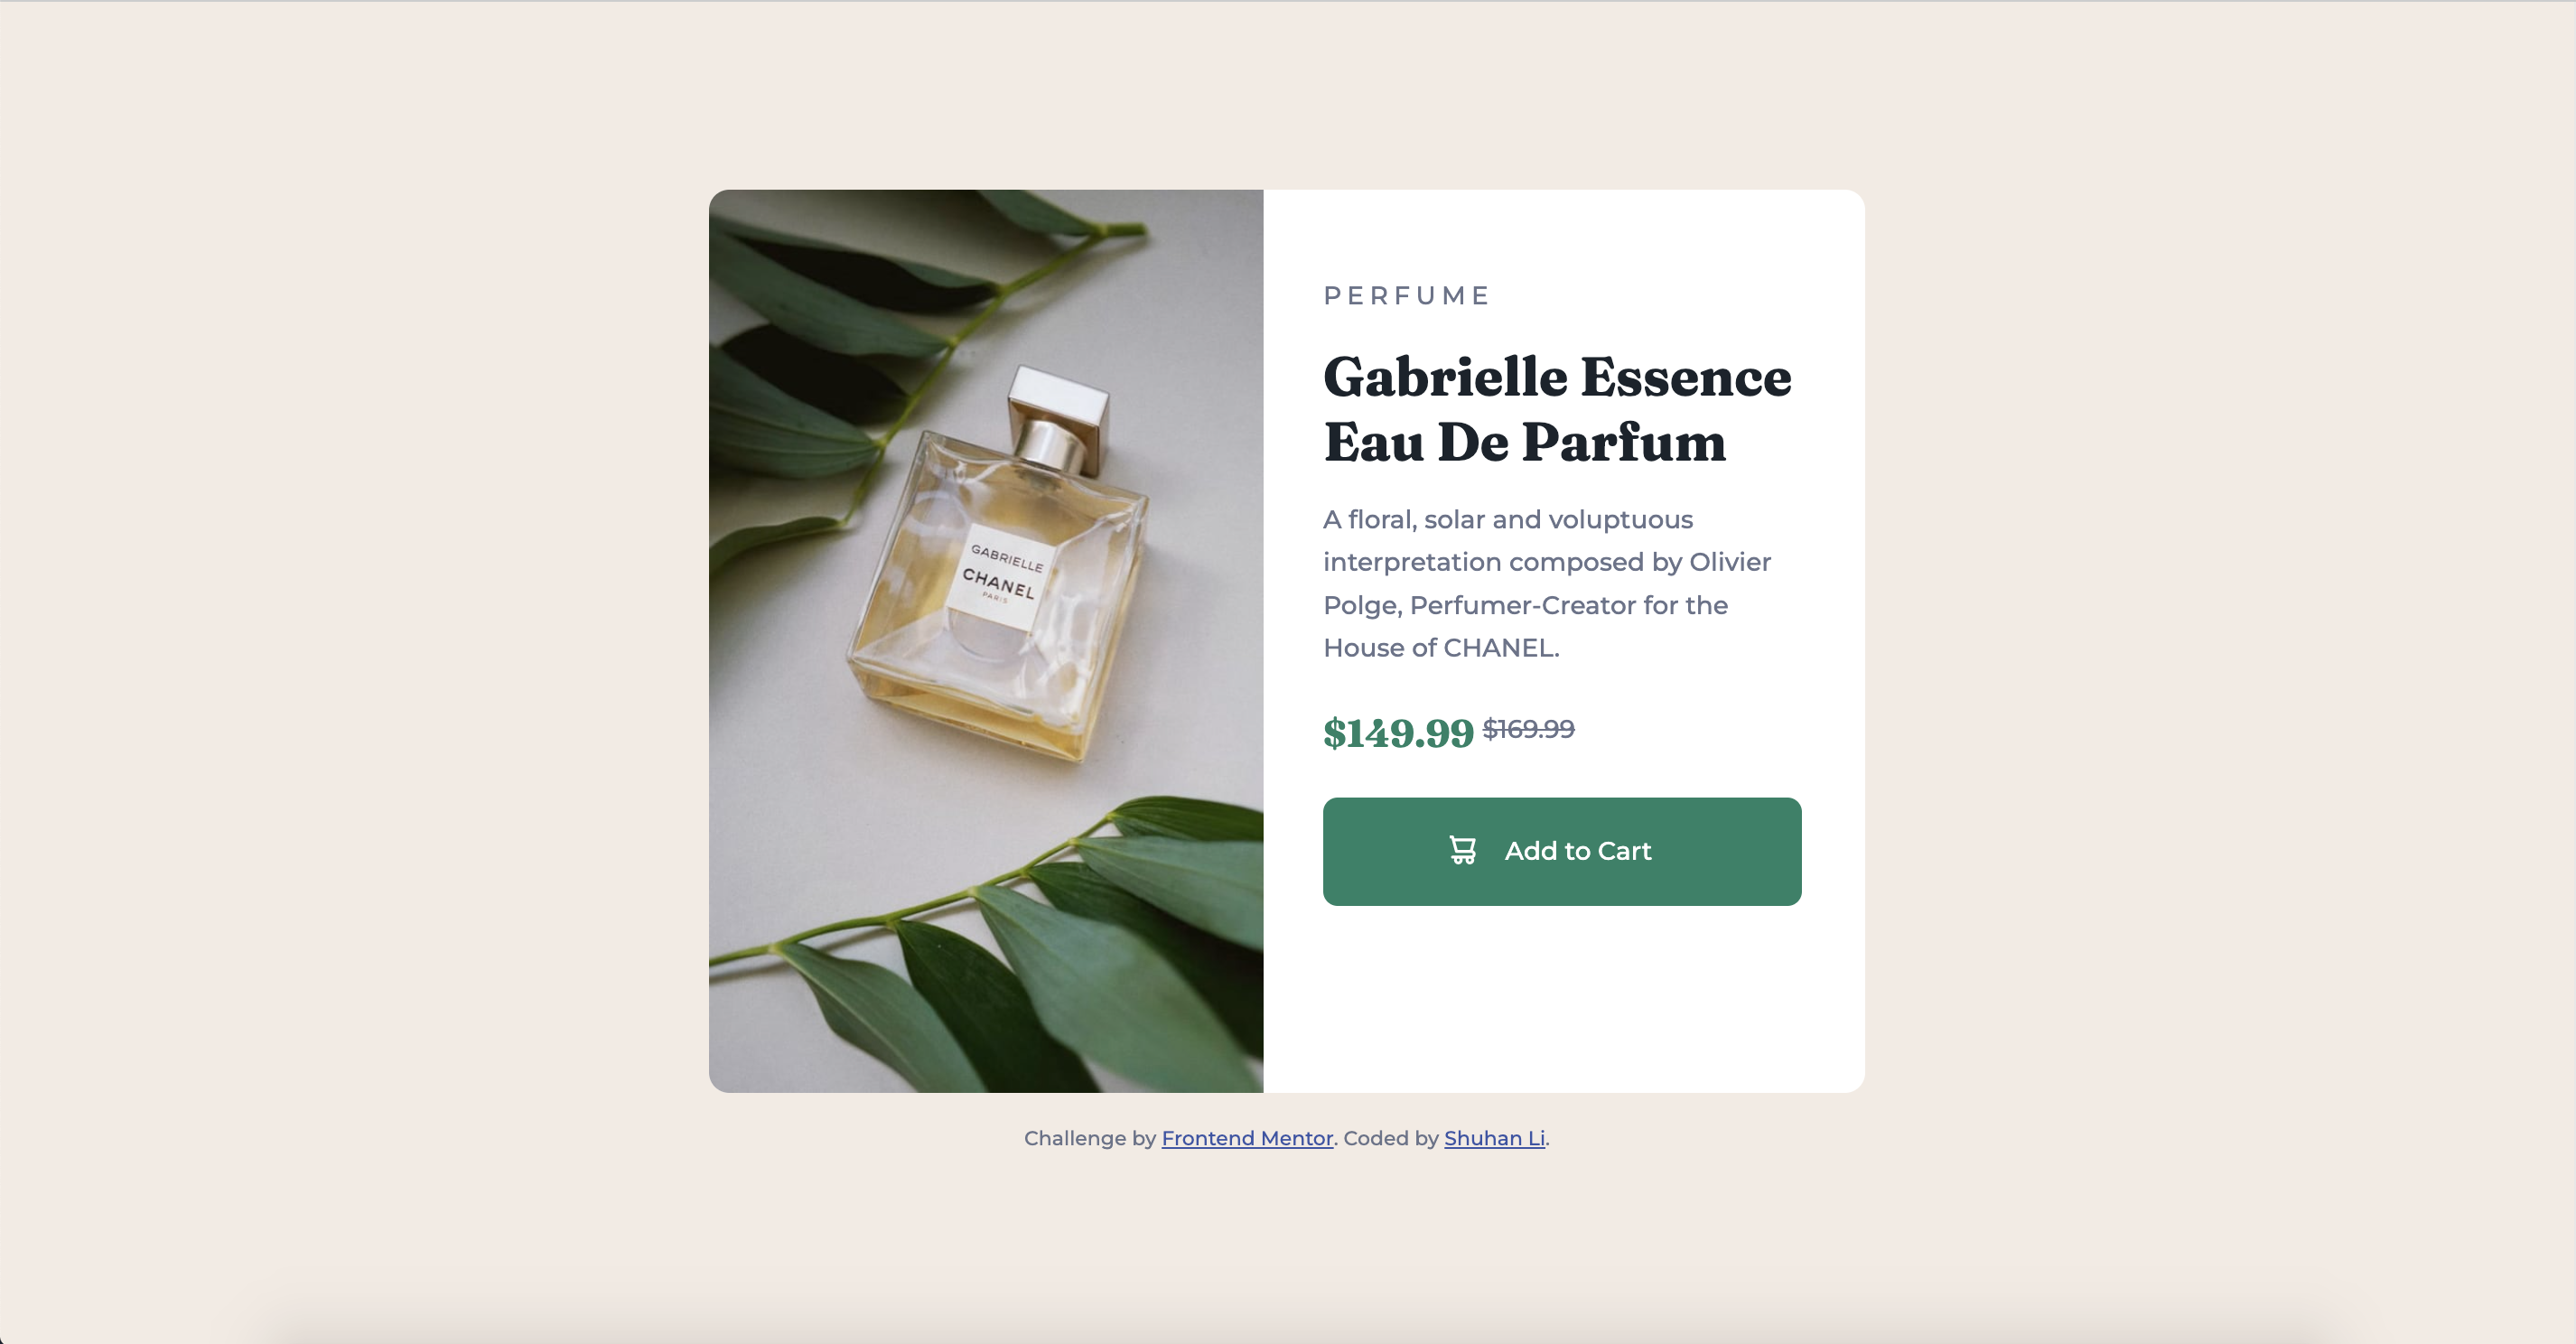 GABRIELLE
CHANEL
PARIS
PERFUME
Gabrielle Essence
Eau De Parfum
A floral, solar and voluptuous
interpretation composed by Olivier
Polge, Perfumer-Creator for the
House of CHANEL.
$149.99 $169.99
Add to Cart
Challenge by Frontend Mentor. Coded by Shuhan Li.